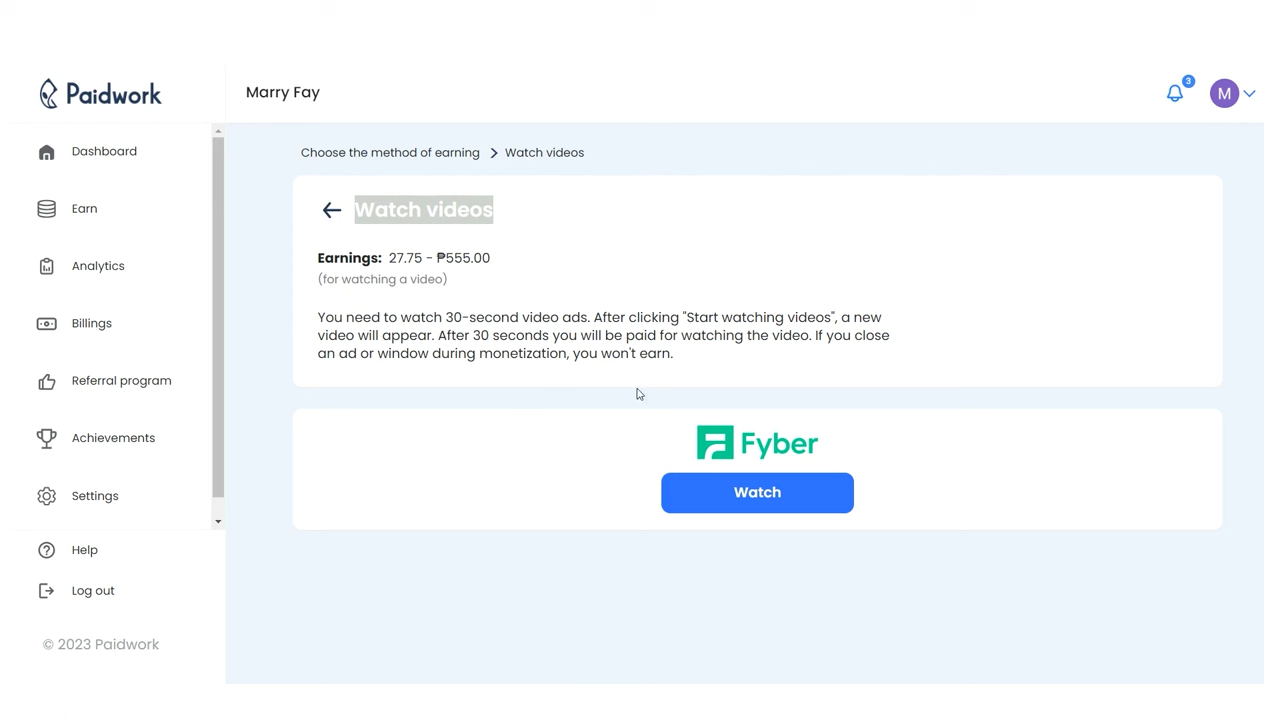 Paidwork
Marry Fay
3
M
Dashboard
Earn
Analytics
Billings
Referral program
Achievements
Settings
Help
Log out
© 2023 Paidwork
Choose the method of earning > Watch videos
Watch videos
Earnings: 27.75 - ₱555.00
(for watching a video)
You need to watch 30-second video ads. After clicking "Start watching videos", a new
video will appear. After 30 seconds you will be paid for watching the video. If you close
an ad or window during monetization, you won't earn.
Fyber
Watch